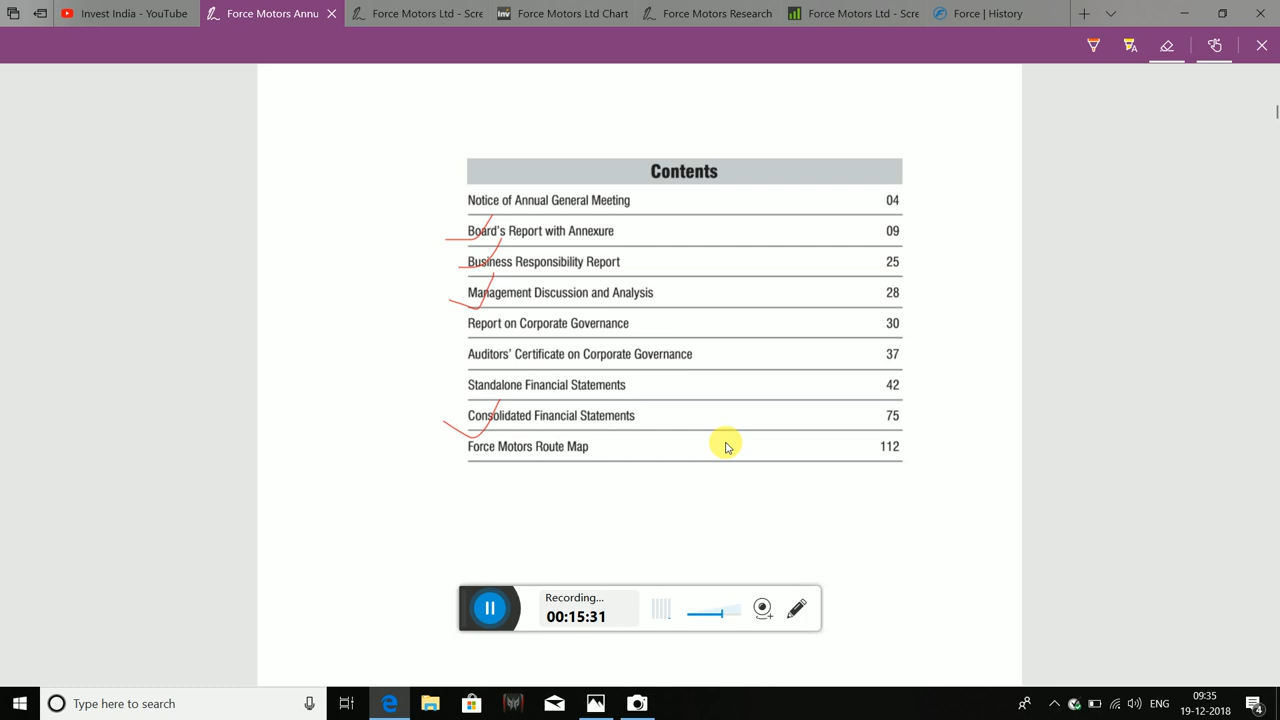 Invest India - YouTube
Force Motors Annu
Force Motors Ltd - Scre
Inv
Force Motors Ltd Chart
Force Motors Research
Force Motors Ltd - Scre
Force | History
Contents
Notice of Annual General Meeting 04
Board's Report with Annexure 09
Business Responsibility Report 25
Management Discussion and Analysis 28
Report on Corporate Governance 30
Auditors' Certificate on Corporate Governance 37
Standalone Financial Statements 42
Consolidated Financial Statements 75
Force Motors Route Map 112
Recording...
00:15:31
Type here to search
ENG
09:35
19-12-2018
4